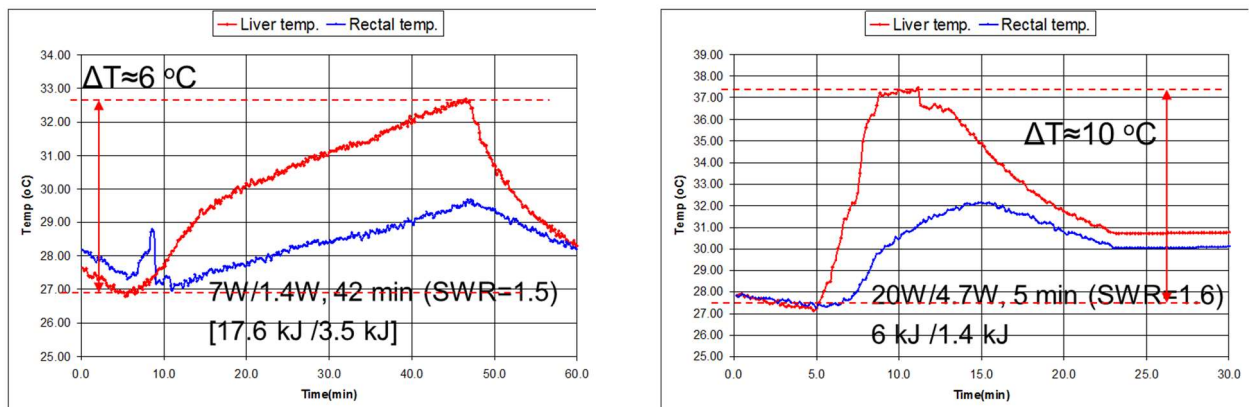 Liver temp. Rectal temp.
34.00
33.00
32.00
31.00
30.00
29.00
28.00
27.00
26.00
25.00
Temp (oC)
ΔT≈6 °C
7W/1.4W, 42 min (SWR=1.5)
[17.6 kJ /3.5 kJ]
0.0 10.0 20.0 30.0 40.0 50.0 60.0
Time(min)
Liver temp. Rectal temp.
39.00
38.00
37.00
36.00
35.00
34.00
33.00
32.00
31.00
30.00
29.00
28.00
27.00
26.00
25.00
Temp (oC)
ΔT≈10 °C
20W/4.7W, 5 min (SWR=1.6)
6 kJ /1.4 kJ
0.0 5.0 10.0 15.0 20.0 25.0 30.0
Time(min)